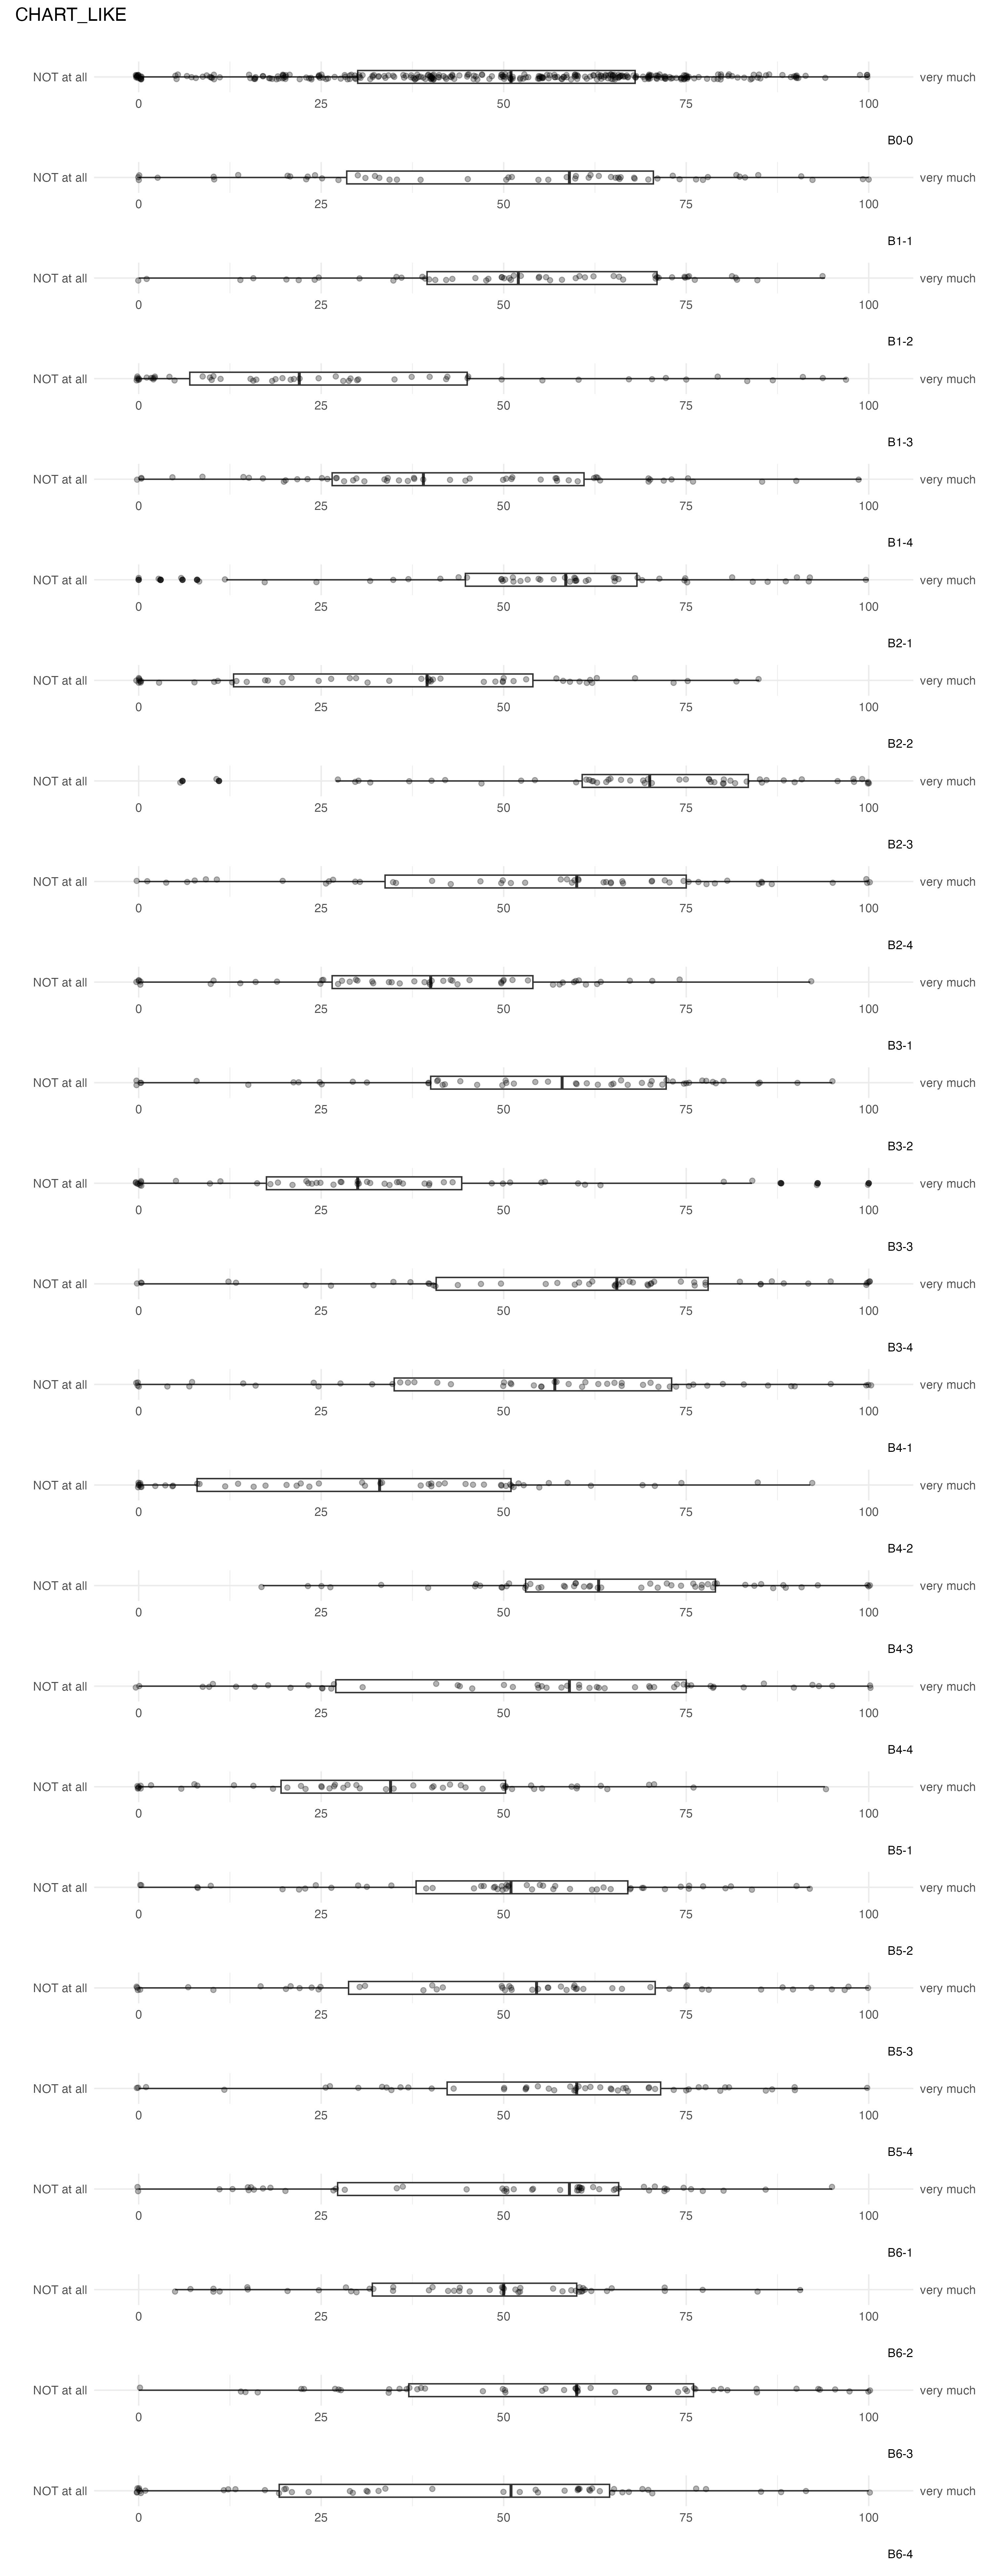 CHART_LIKE
NOT at all very much
0 25 50 75 100
B0-0
NOT at all very much
0 25 50 75 100
B1-1
NOT at all very much
0 25 50 75 100
B1-2
NOT at all very much
0 25 50 75 100
B1-3
NOT at all very much
0 25 50 75 100
B1-4
NOT at all very much
0 25 50 75 100
B2-1
NOT at all very much
0 25 50 75 100
B2-2
NOT at all very much
0 25 50 75 100
B2-3
NOT at all very much
0 25 50 75 100
B2-4
NOT at all very much
0 25 50 75 100
B3-1
NOT at all very much
0 25 50 75 100
B3-2
NOT at all very much
0 25 50 75 100
B3-3
NOT at all very much
0 25 50 75 100
B3-4
NOT at all very much
0 25 50 75 100
B4-1
NOT at all very much
0 25 50 75 100
B4-2
NOT at all very much
0 25 50 75 100
B4-3
NOT at all very much
0 25 50 75 100
B4-4
NOT at all very much
0 25 50 75 100
B5-1
NOT at all very much
0 25 50 75 100
B5-2
NOT at all very much
0 25 50 75 100
B5-3
NOT at all very much
0 25 50 75 100
B5-4
NOT at all very much
0 25 50 75 100
B6-1
NOT at all very much
0 25 50 75 100
B6-2
NOT at all very much
0 25 50 75 100
B6-3
NOT at all very much
0 25 50 75 100
B6-4